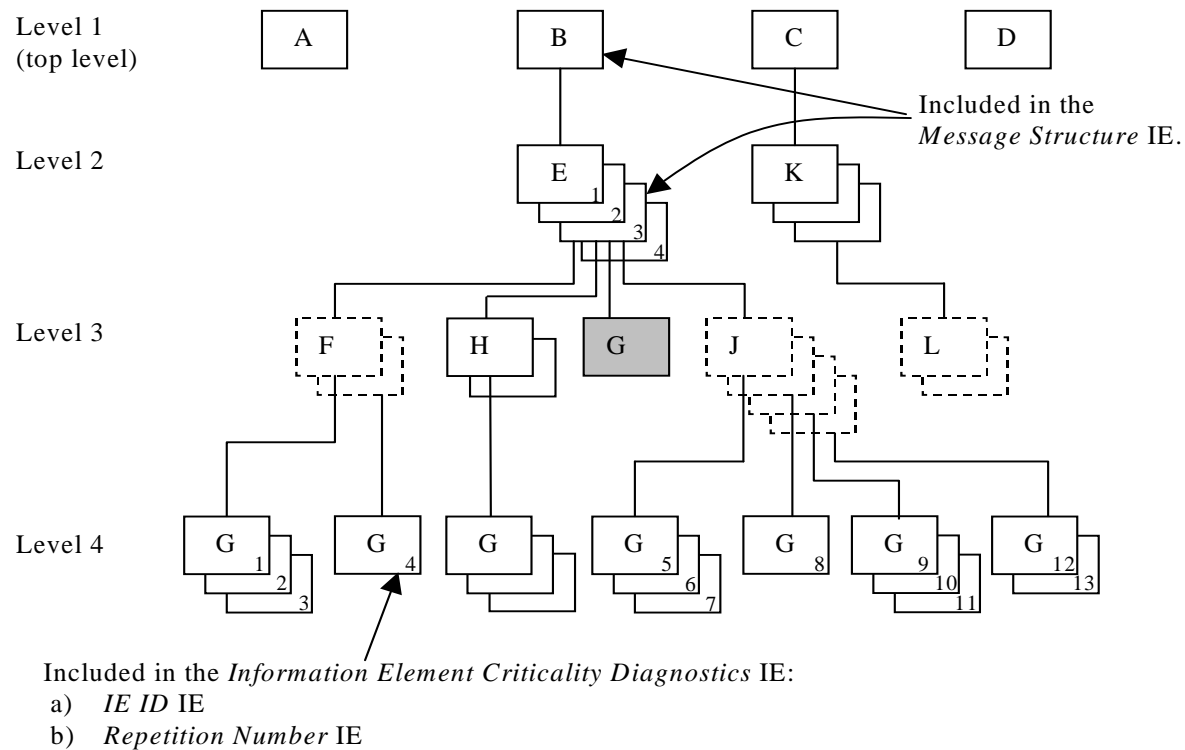 Level 1
(top level)
A
B
C
D
Included in the
Message Structure IE.
Level 2
E
1
2
3
4
K
Level 3
F
H
G
J
L
Level 4
G
1
2
3
G
4
G
G
5
6
7
G
8
G
9
10
11
G
12
13
Included in the Information Element Criticality Diagnostics IE:
a) IE ID IE
b) Repetition Number IE